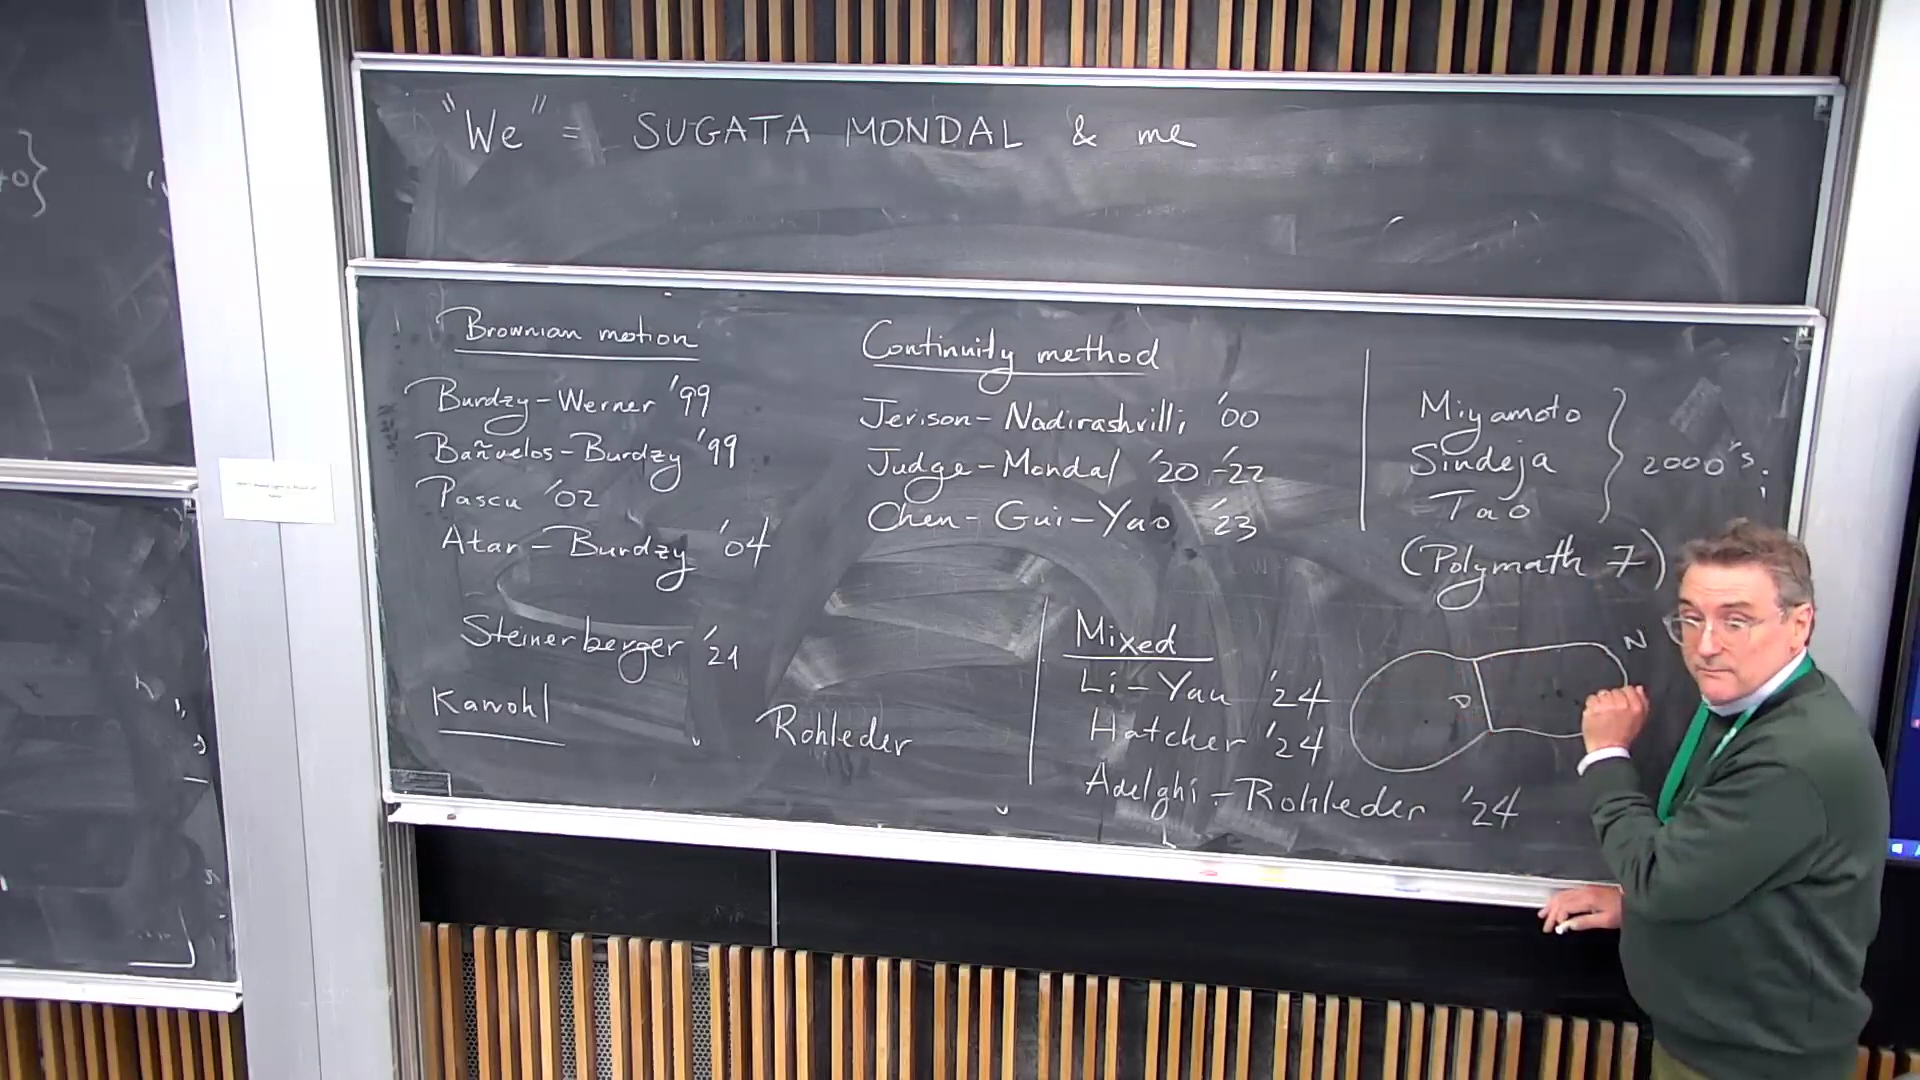 "We" = SUGATA MONDAL & me
Brownian motion
Burdzy-Werner '99
Bañuelos-Burdzy '99
Pascu '02
Atar-Burdzy '04
Steinerberger '21
Kawohl
Rohleder
Continuity method
Jerison-Nadirashvilli '00
Judge-Mondal '20-'22
Chen-Gui-Yao '23
Miyamoto
Siudeja
Tao
} 2000's
(Polymath 7)
Mixed
Li-Yau '24
Hatcher '24
Adelghi-Rohleder '24
D
N